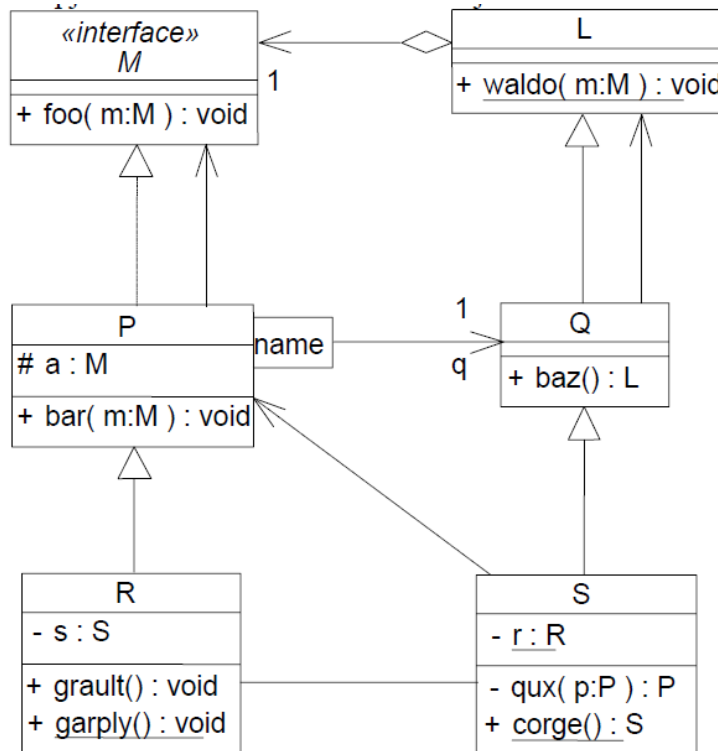 «interface»
M
+ foo( m:M ) : void
1
L
+ waldo( m:M ) : void
P
# a : M
+ bar( m:M ) : void
name
1
q
Q
+ baz() : L
R
- s : S
+ grault() : void
+ garply() : void
S
- r : R
- qux( p:P ) : P
+ corge() : S